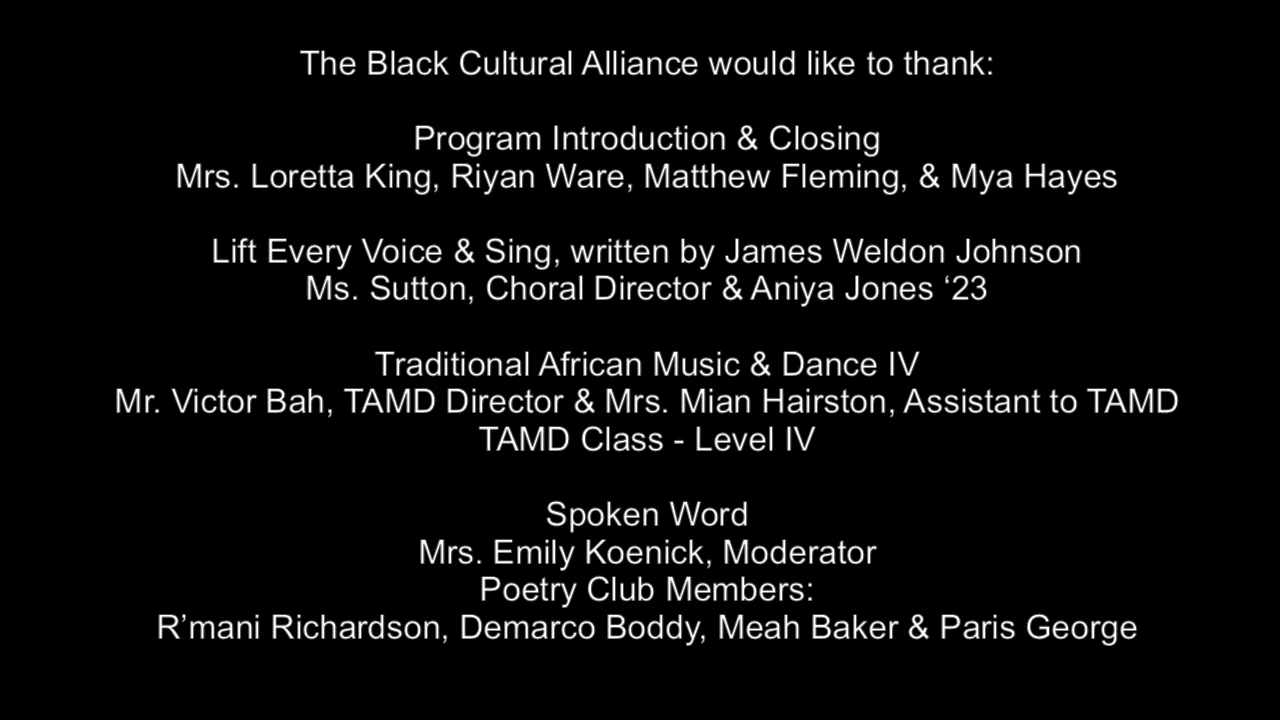 The Black Cultural Alliance would like to thank:
Program Introduction & Closing
Mrs. Loretta King, Riyan Ware, Matthew Fleming, & Mya Hayes
Lift Every Voice & Sing, written by James Weldon Johnson
Ms. Sutton, Choral Director & Aniya Jones ‘23
Traditional African Music & Dance IV
Mr. Victor Bah, TAMD Director & Mrs. Mian Hairston, Assistant to TAMD
TAMD Class - Level IV
Spoken Word
Mrs. Emily Koenick, Moderator
Poetry Club Members:
R’mani Richardson, Demarco Boddy, Meah Baker & Paris George